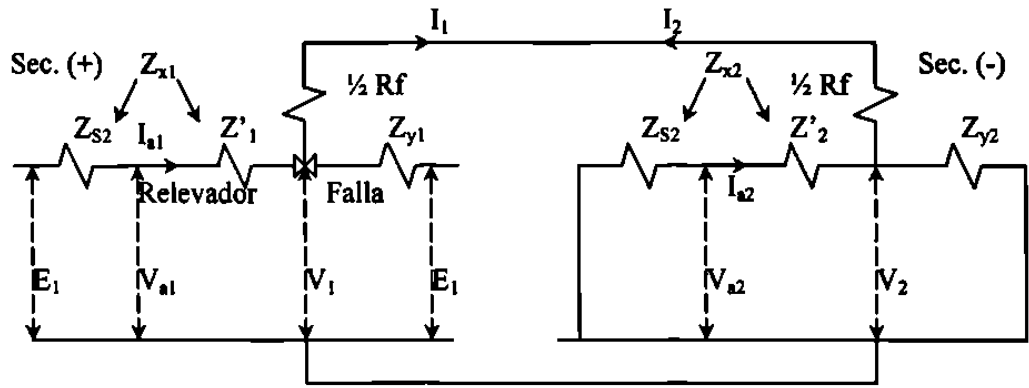 I₁ I₂
Sec. (+) Zx1 ½ Rf Zx2 ½ Rf Sec. (-)
ZS2 Ia1 Z'1 Zy1 ZS2 Z'2 Zy2
Relevador Falla Ia2
E1 Va1 V1 E1 Va2 V2